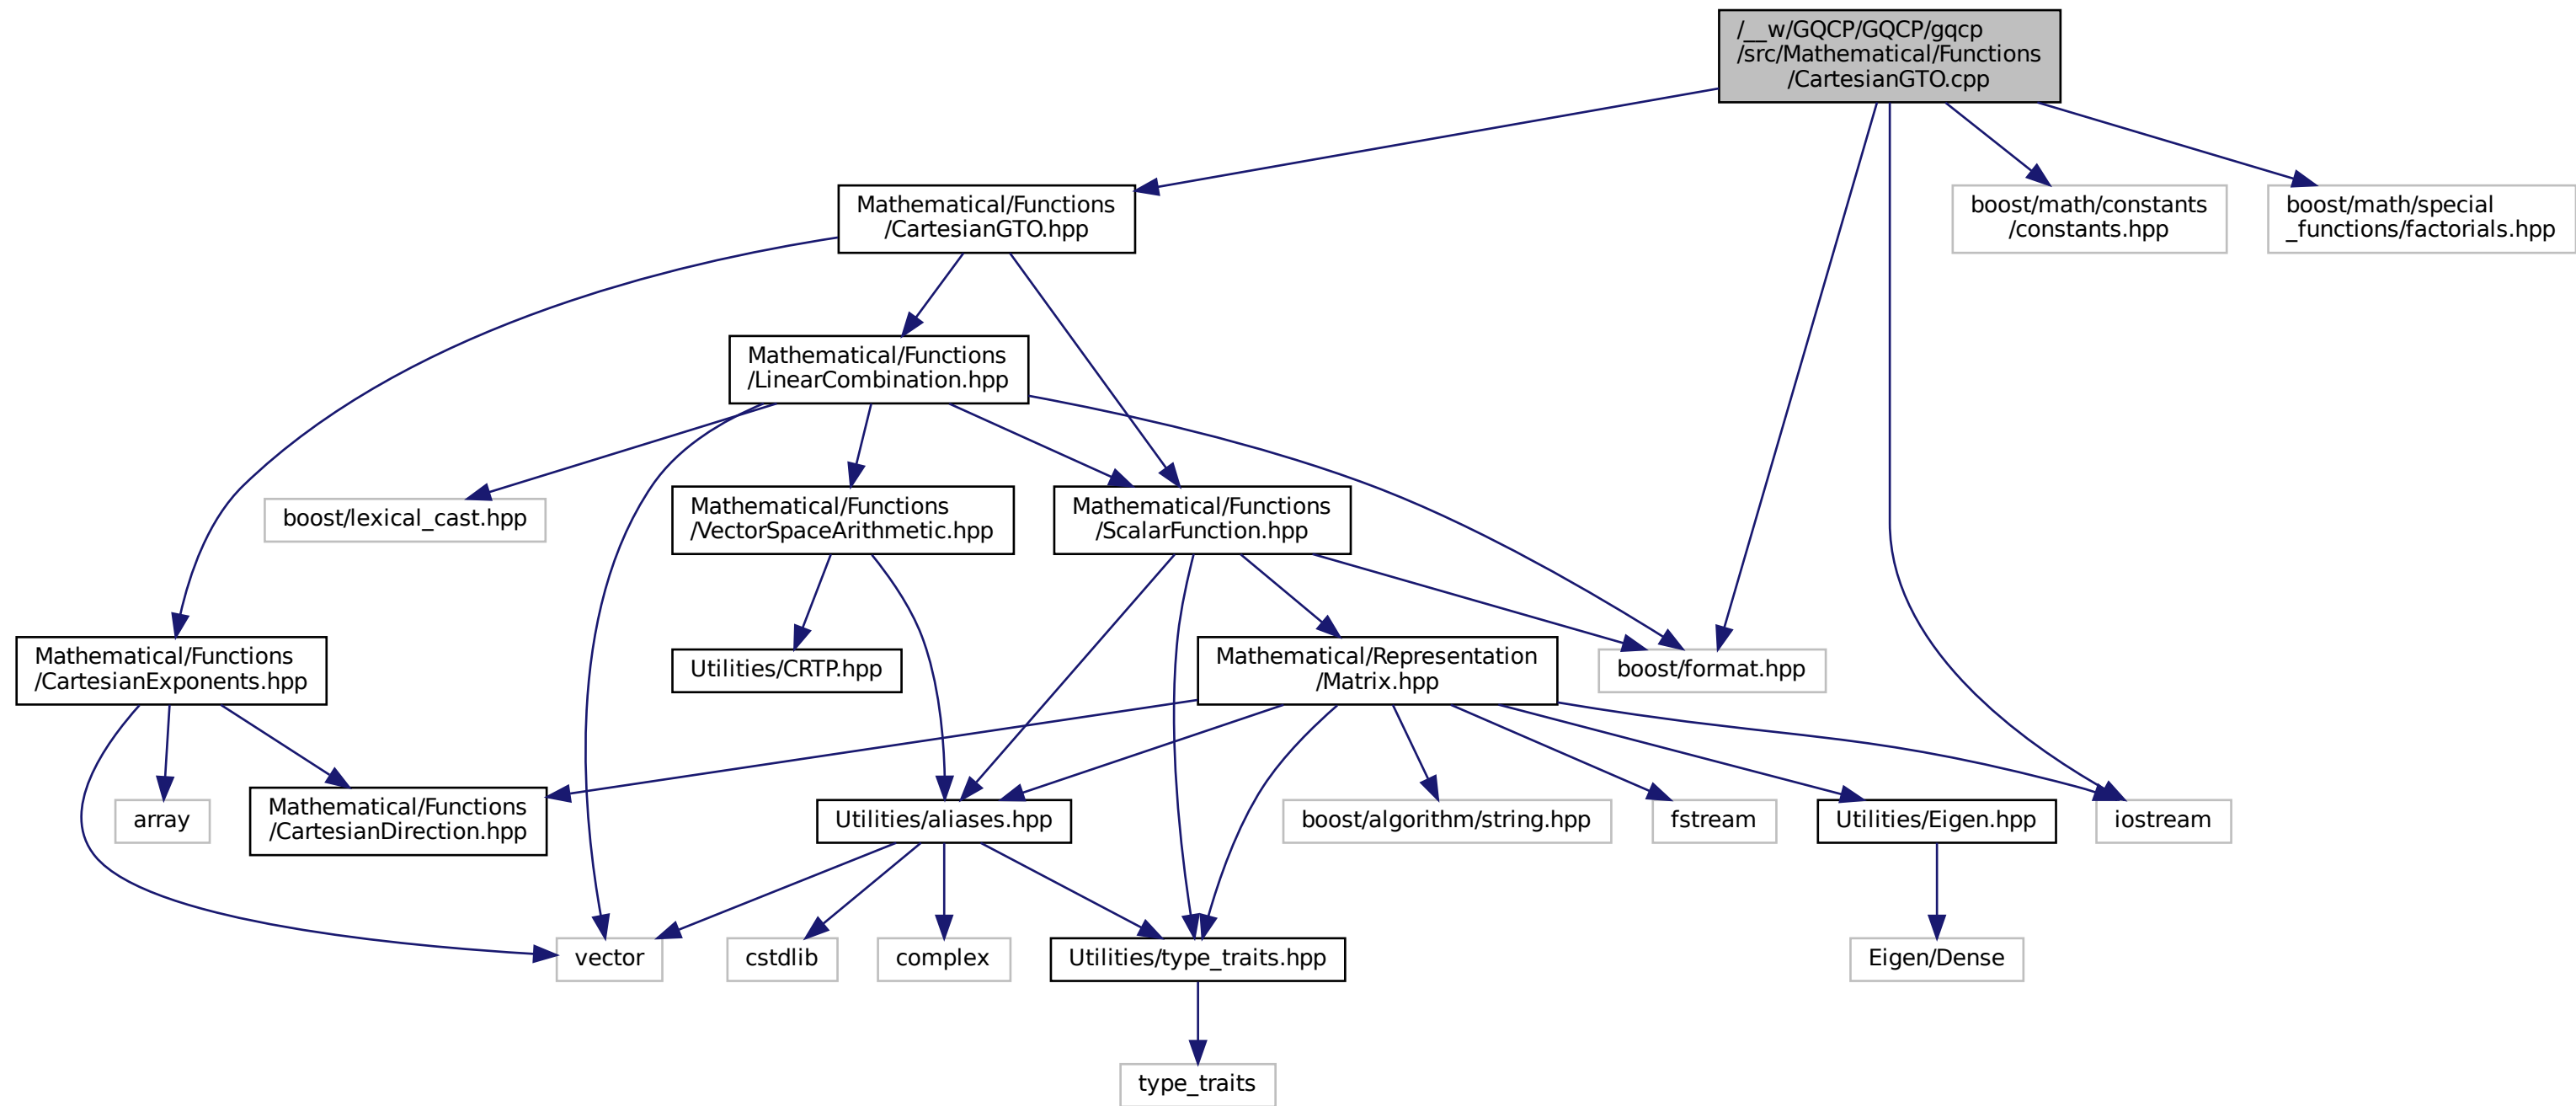 /__w/GQCP/GQCP/gqcp
/src/Mathematical/Functions
/CartesianGTO.cpp
Mathematical/Functions
/CartesianGTO.hpp
boost/math/constants
/constants.hpp
boost/math/special
_functions/factorials.hpp
Mathematical/Functions
/LinearCombination.hpp
boost/lexical_cast.hpp
Mathematical/Functions
/VectorSpaceArithmetic.hpp
Mathematical/Functions
/ScalarFunction.hpp
Mathematical/Functions
/CartesianExponents.hpp
Utilities/CRTP.hpp
Mathematical/Representation
/Matrix.hpp
boost/format.hpp
array
Mathematical/Functions
/CartesianDirection.hpp
Utilities/aliases.hpp
boost/algorithm/string.hpp
fstream
Utilities/Eigen.hpp
iostream
vector
cstdlib
complex
Utilities/type_traits.hpp
Eigen/Dense
type_traits